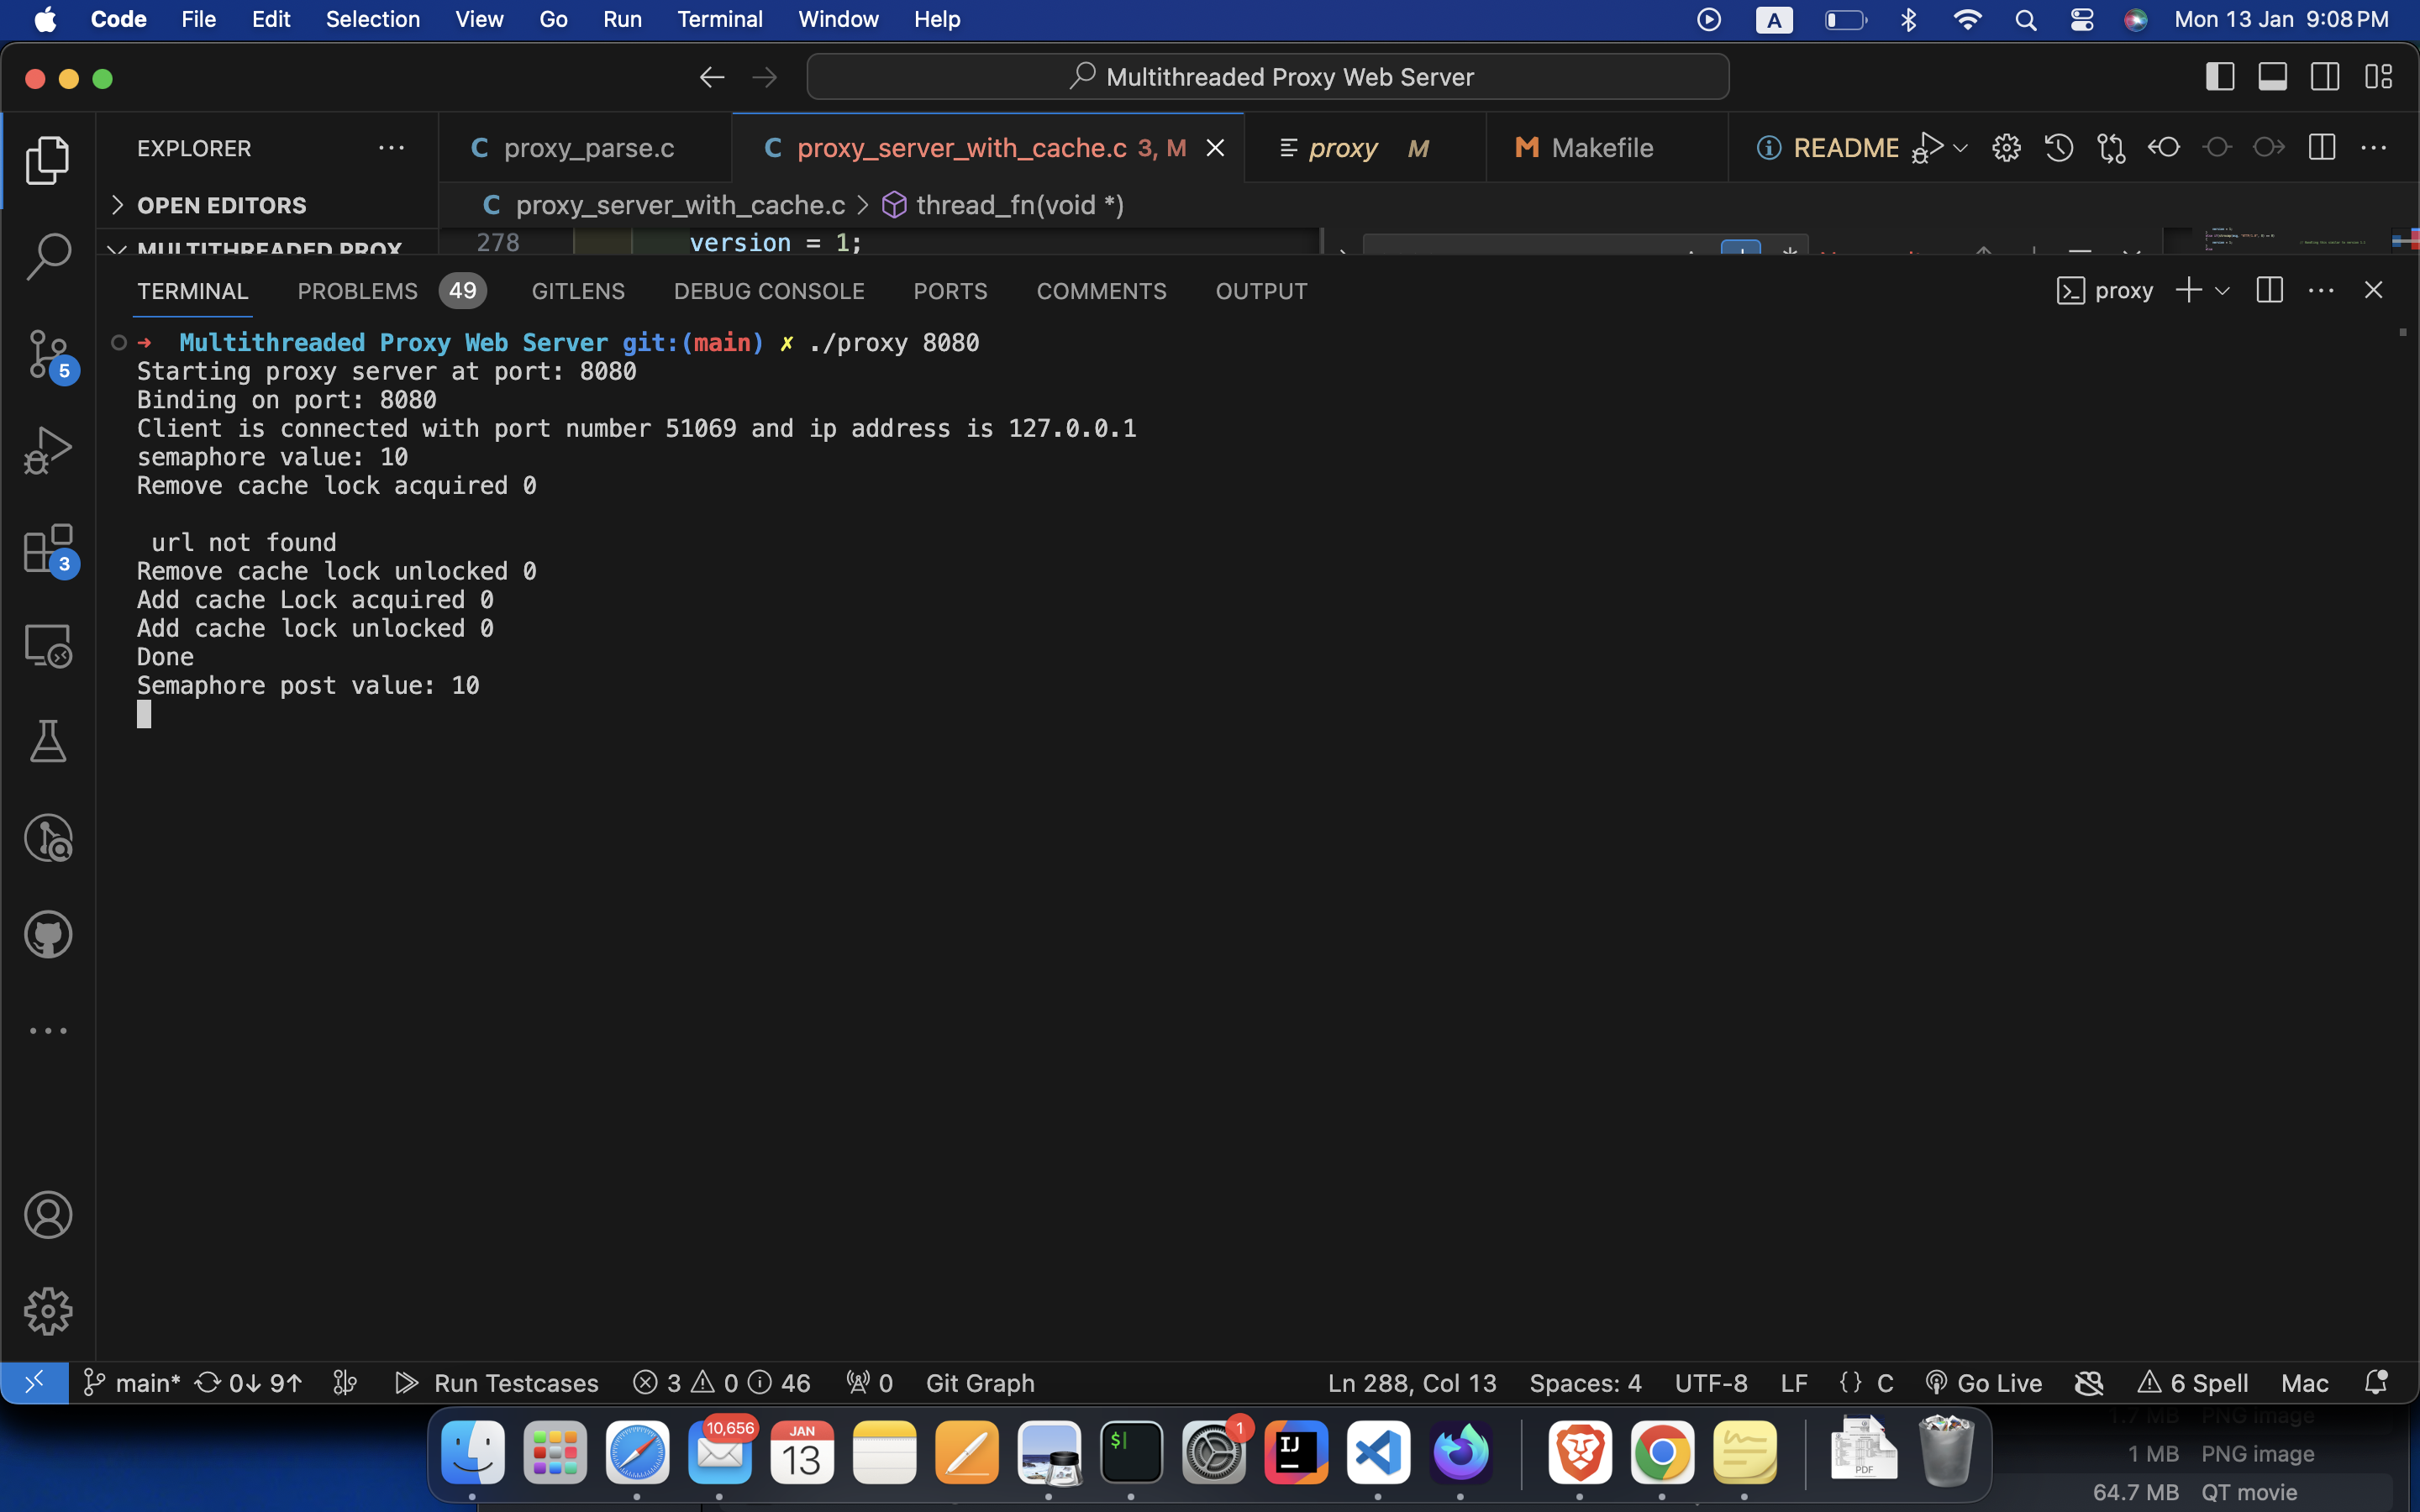 Code File Edit Selection View Go Run Terminal Window Help A Mon 13 Jan 9:08 PM
Multithreaded Proxy Web Server
EXPLORER
C proxy_parse.c
C proxy_server_with_cache.c 3, M
proxy M
M Makefile
README
OPEN EDITORS
C proxy_server_with_cache.c > thread_fn(void *)
MULTITHREADED PROX
278 version = 1;
TERMINAL PROBLEMS 49 GITLENS DEBUG CONSOLE PORTS COMMENTS OUTPUT
proxy
→ Multithreaded Proxy Web Server git:(main) ✗ ./proxy 8080
Starting proxy server at port: 8080
Binding on port: 8080
Client is connected with port number 51069 and ip address is 127.0.0.1
semaphore value: 10
Remove cache lock acquired 0
url not found
Remove cache lock unlocked 0
Add cache Lock acquired 0
Add cache lock unlocked 0
Done
Semaphore post value: 10
5
3
main* 0↓ 9↑ Run Testcases 3 0 46 0 Git Graph Ln 288, Col 13 Spaces: 4 UTF-8 LF {} C Go Live 6 Spell Mac
1.7 MB PNG image
10,656
JAN
13
$
1
IJ
PDF
1 MB PNG image
64.7 MB QT movie